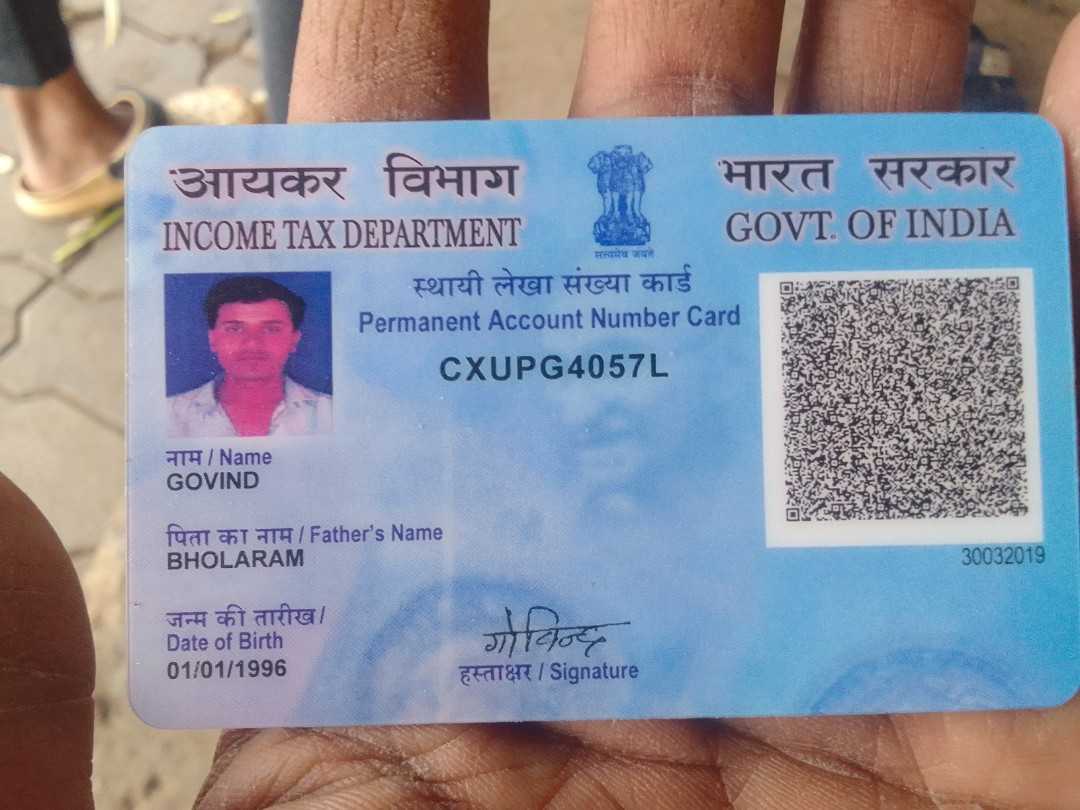 आयकर विभाग
INCOME TAX DEPARTMENT
भारत सरकार
GOVT. OF INDIA
सत्यमेव जयते
स्थायी लेखा संख्या कार्ड
Permanent Account Number Card
CXUPG4057L
नाम / Name
GOVIND
पिता का नाम / Father's Name
BHOLARAM
जन्म की तारीख /
Date of Birth
01/01/1996
गोविन्द
हस्ताक्षर / Signature
30032019